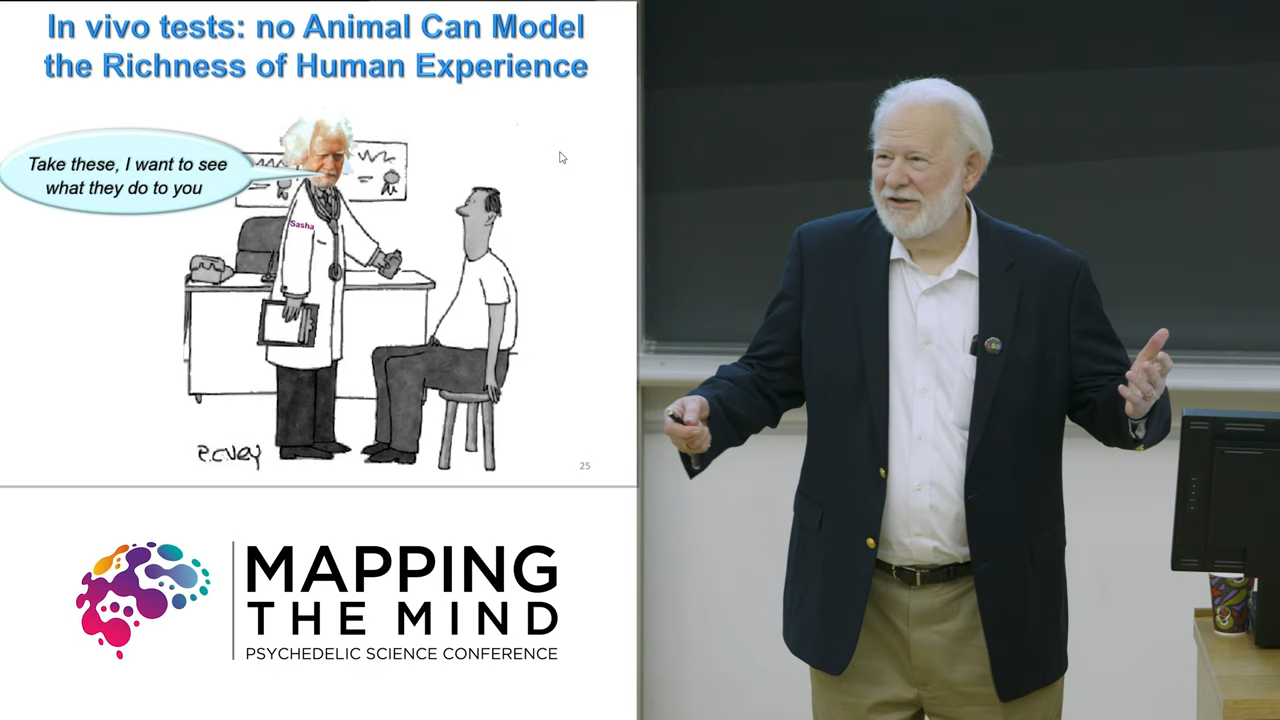 In vivo tests: no Animal Can Model
the Richness of Human Experience
Take these, I want to see
what they do to you
Sasha
P.C.Vey
25
MAPPING
THE MIND
PSYCHEDELIC SCIENCE CONFERENCE